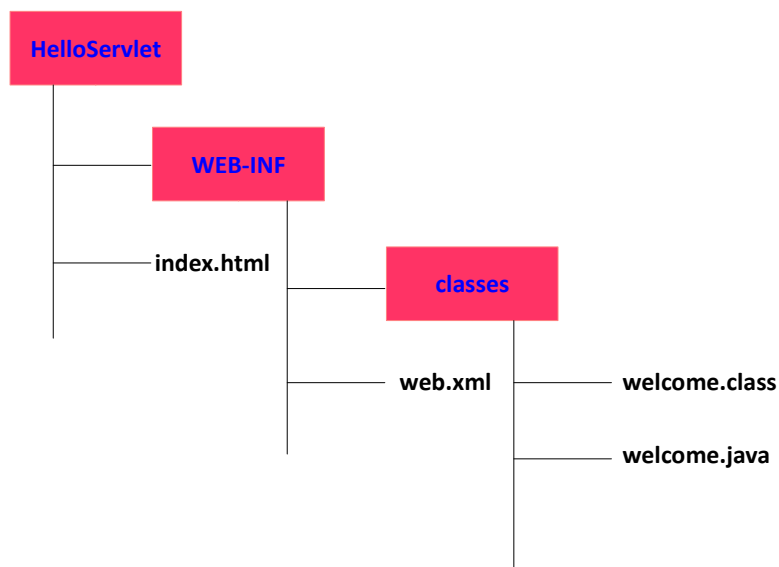 HelloServlet
WEB-INF
index.html
classes
web.xml
welcome.class
welcome.java